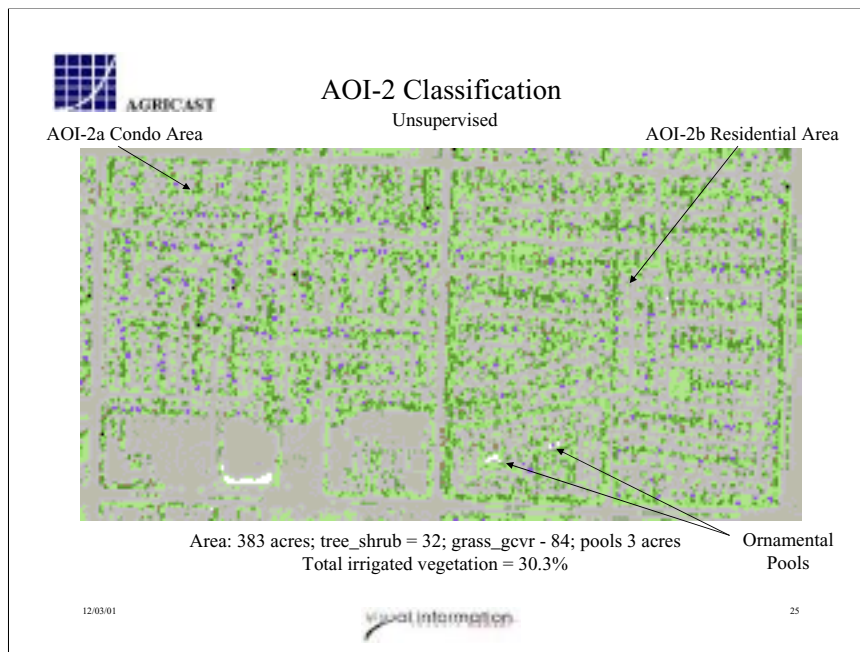 AGRICAST
AOI-2 Classification
Unsupervised
AOI-2a Condo Area
AOI-2b Residential Area
Area: 383 acres; tree_shrub = 32; grass_gcvr - 84; pools 3 acres
Total irrigated vegetation = 30.3%
Ornamental
Pools
12/03/01
visual information
25